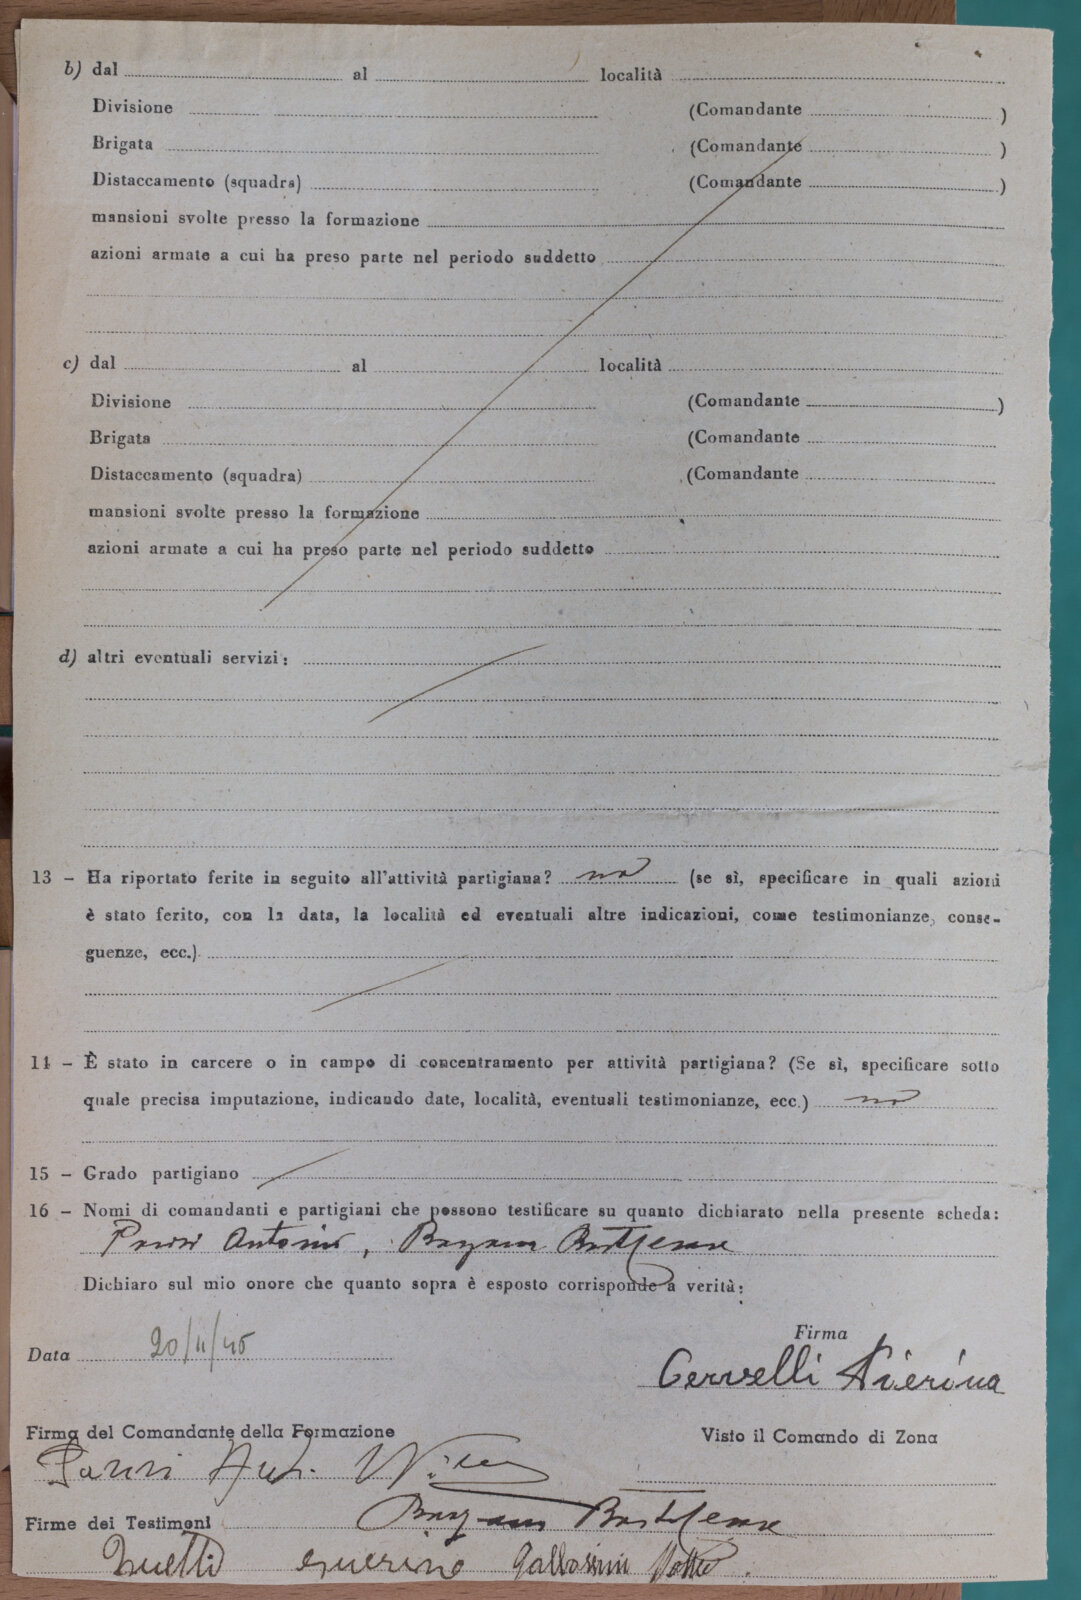 b) dal al località
Divisione (Comandante )
Brigata (Comandante )
Distaccamento (squadra) (Comandante )
mansioni svolte presso la formazione
azioni armate a cui ha preso parte nel periodo suddetto
c) dal al località
Divisione (Comandante )
Brigata (Comandante
Distaccamento (squadra) (Comandante
mansioni svolte presso la formazione
azioni armate a cui ha preso parte nel periodo suddetto
d) altri eventuali servizi:
13 - Ha riportato ferite in seguito all'attività partigiana? no (se sì, specificare in quali azioni
è stato ferito, con la data, la località ed eventuali altre indicazioni, come testimonianze, conse-
guenze, ecc.)
14 - È stato in carcere o in campo di concentramento per attività partigiana? (Se sì, specificare sotto
quale precisa imputazione, indicando date, località, eventuali testimonianze, ecc.) no
15 - Grado partigiano
16 - Nomi di comandanti e partigiani che possono testificare su quanto dichiarato nella presente scheda:
Antonio,
Dichiaro sul mio onore che quanto sopra è esposto corrisponde a verità:
Firma
Data 20/11/45
Cervelli Pierina
Firma del Comandante della Formazione Visto il Comando di Zona
Parri Ant.
Firme dei Testimoni
Guerino